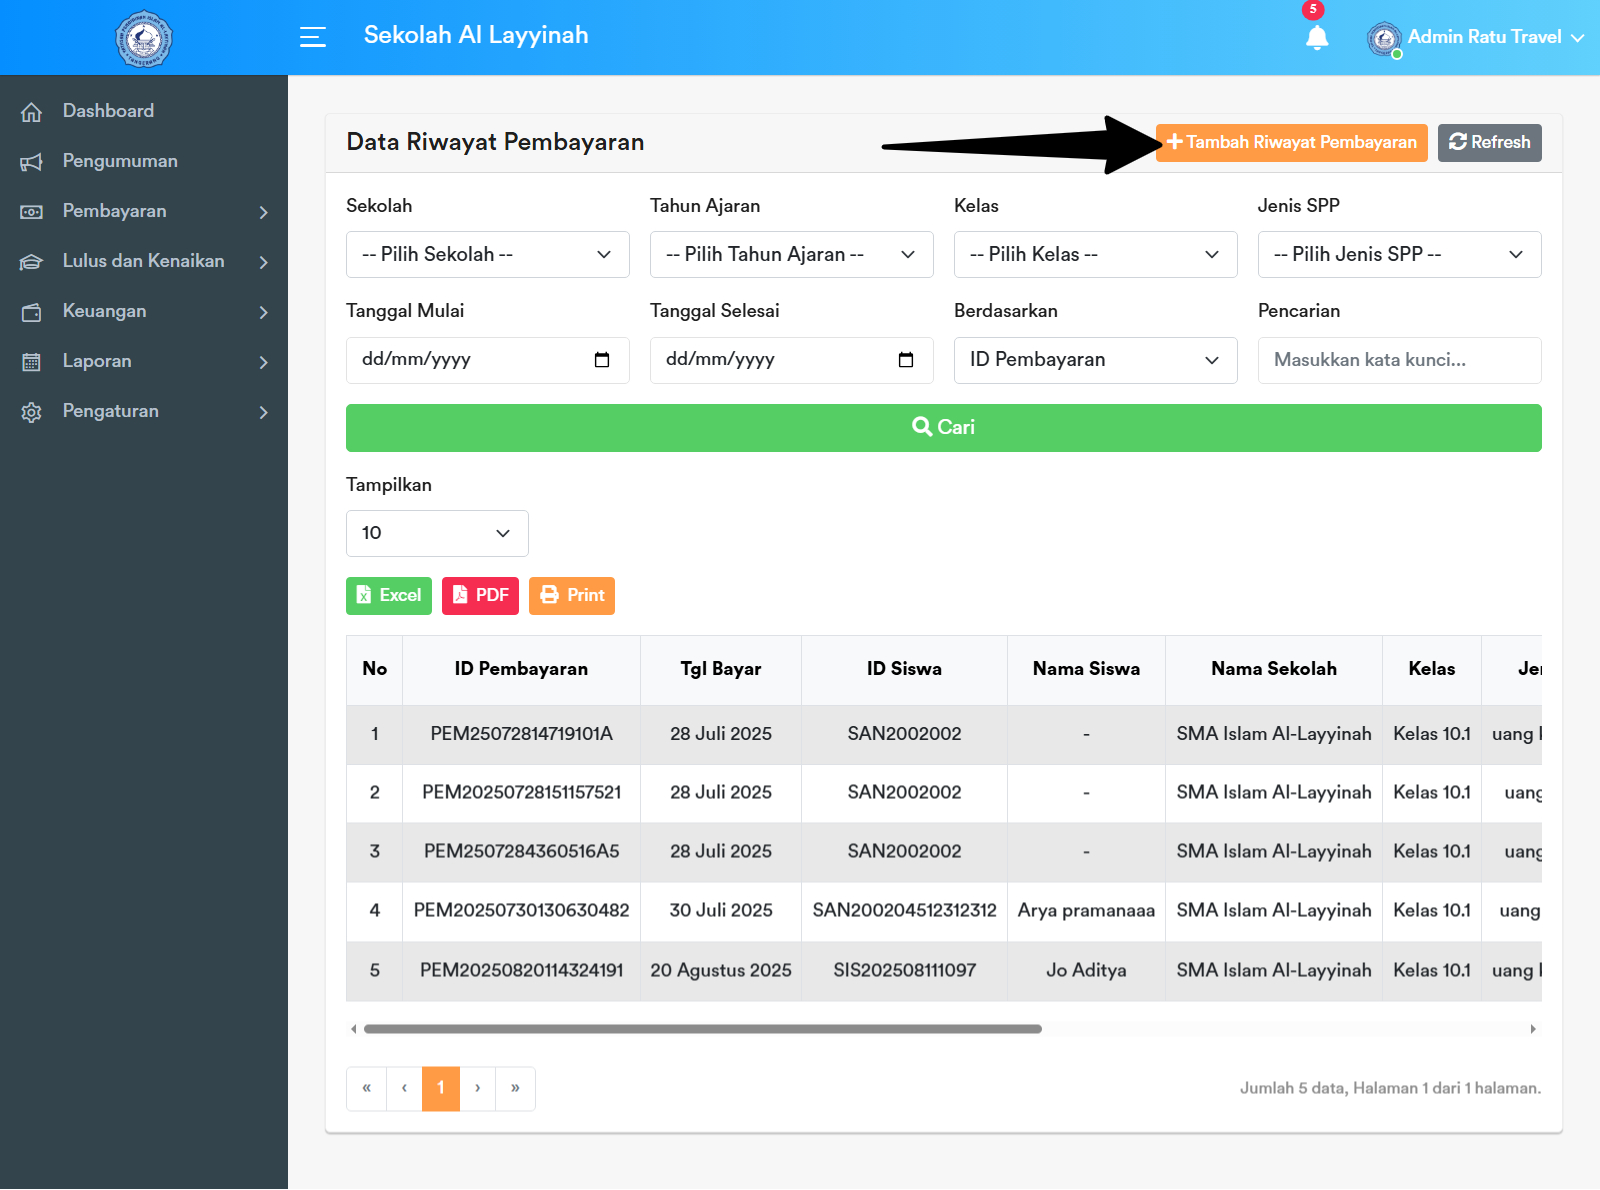 Sekolah Al Layyinah
5
Admin Ratu Travel
Dashboard
Pengumuman
Pembayaran
Lulus dan Kenaikan
Keuangan
Laporan
Pengaturan
Data Riwayat Pembayaran
Tambah Riwayat Pembayaran
Refresh
Sekolah Tahun Ajaran Kelas Jenis SPP
-- Pilih Sekolah -- -- Pilih Tahun Ajaran -- -- Pilih Kelas -- -- Pilih Jenis SPP --
Tanggal Mulai Tanggal Selesai Berdasarkan Pencarian
dd/mm/yyyy dd/mm/yyyy ID Pembayaran Masukkan kata kunci...
Cari
Tampilkan
10
Excel PDF Print
No ID Pembayaran Tgl Bayar ID Siswa Nama Siswa Nama Sekolah Kelas
1 PEM25072814719101A 28 Juli 2025 SAN2002002 - SMA Islam Al-Layyinah Kelas 10.1 uang
2 PEM20250728151157521 28 Juli 2025 SAN2002002 - SMA Islam Al-Layyinah Kelas 10.1 uang
3 PEM2507284360516A5 28 Juli 2025 SAN2002002 - SMA Islam Al-Layyinah Kelas 10.1 uang
4 PEM20250730130630482 30 Juli 2025 SAN200204512312312 Arya pramanaaa SMA Islam Al-Layyinah Kelas 10.1 uang
5 PEM20250820114324191 20 Agustus 2025 SIS202508111097 Jo Aditya SMA Islam Al-Layyinah Kelas 10.1 uang
« ‹ 1 › »
Jumlah 5 data, Halaman 1 dari 1 halaman.